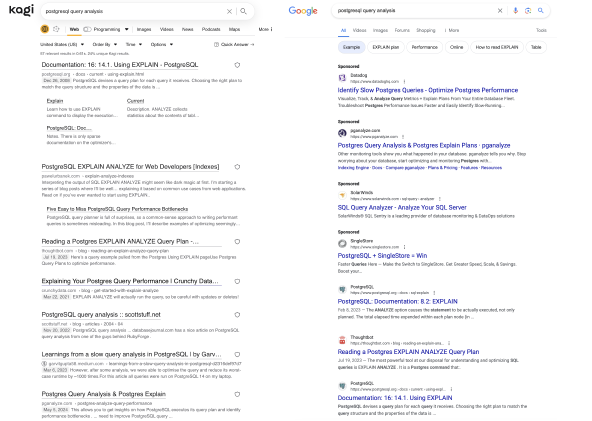 kagi
postgresql query analysis
Web
Programming
Images
Videos
News
Podcasts
Maps
More
United States (US)
Order By
Time
Options
Quick Answer →
Documentation: 16: 14.1. Using EXPLAIN - PostgreSQL
postgresql.org › docs › current › using-explain.html
PostgreSQL devises a query plan for each query it receives. Choosing the right plan to
match the query structure and the properties of the data is ...
Explain
Learn how to use EXPLAIN
command to display the execution...
Current
Description. ANALYZE collects
statistics about the contents of tabl...
PostgreSQL: Doc...
Notes. There is only sparse
documentation on the optimizer's...
PostgreSQL EXPLAIN ANALYZE for Web Developers [Indexes]
pawelurbanek.com › explain-analyze-indexes
Interpreting the output of SQL EXPLAIN ANALYZE might seem like dark magic at first. I'm starting a
series of blog posts where I'll be... explaining it based on common use cases from web applications.
Read on if you've ever wanted to start using EXPLAIN.
Five Easy to Miss PostgreSQL Query Performance Bottlenecks
PostgreSQL query planner is full of surprises, so a common-sense approach to writing performant
queries is sometimes misleading. In this blog post, I'll describe examples of optimizing seemingly...
Reading a Postgres EXPLAIN ANALYZE Query Plan -...
thoughtbot.com › blog › reading-an-explain-analyze-query-plan
Jul 19, 2023 Here's a query example pulled from the Postgres Using EXPLAIN page
Postgres Query Plans to optimize performance.
Explaining Your Postgres Query Performance | Crunchy Data...
crunchydata.com › blog › get-started-with-explain-analyze
Mar 22, 2021 EXPLAIN ANALYZE will actually run the query, so be careful with updates or deletes!
PostgreSQL query analysis :: scottstuff.net
scottstuff.net › blog › articles › 2004 › 04
Nov 20, 2022 PostgreSQL query analysis ... databasejournal.com has a nice article on PostgreSQL
query analysis from one of the guys behind RubyForge
Learnings from a slow query analysis in PostgreSQL | by Garv...
Mar 6, 2023 However, after some analysis, we were able to optimise the query and reduce its worst-
case runtime by ~1000 times For this article all queries were run on PostgreSQL 14 on my laptop.
Postgres Query Analysis & Postgres Explain
pganalyze.com › postgres-analyze-query-performance
May 5, 2024 This allows you to get insights on how PostgreSQL executes its query plan and identify
performance bottlenecks. ... need to improve PostgreSQL query ...
Google
postgresql query analysis
All
Videos
Images
Forums
Shopping
More
Tools
Example
EXPLAIN plan
Performance
Online
How to read EXPLAIN
Table
Sponsored
Datadog
https://www.datadoghq.com
Identify Slow Postgres Queries - Optimize Postgres Performance
Visualize, Track, & Analyze Query Metrics + Explain Plans From Your Entire Database Fleet.
Troubleshoot Postgres Performance Issues Faster and Easily Identify Slow-Running...
Sponsored
pganalyze.com
https://www.pganalyze.com
Postgres Query Analysis & Postgres Explain Plans · pganalyze
Other monitoring tools show you what happened in your database. pganalyze tells you why. Stop
worrying about your database, start optimizing and monitoring Postgres with...
Indexing Engine · Docs · Compare pganalyze · Plans & Pricing · Features · Resources
Sponsored
SolarWinds
https://www.solarwinds.com › sql-query › analyzer
SQL Query Analyzer - Analyze Your SQL Server
SolarWinds® SQL Sentry is a leading provider of database monitoring & DataOps solutions
Sponsored
SingleStore
https://www.singlestore.com
PostgreSQL + SingleStore = Win
Faster Queries Here — Make the Switch to SingleStore. Get Greater Speed, Scale, & Savings.
Boost your...
PostgreSQL
https://www.postgresql.org › docs › sql-explain
PostgreSQL: Documentation: 8.2: EXPLAIN
Feb 8, 2023 — The ANALYZE option causes the statement to be actually executed, not only
planned. The total elapsed time expended within each plan node (in ...
Thoughtbot
https://thoughtbot.com › blog › reading-an-explain-analy...
Reading a Postgres EXPLAIN ANALYZE Query Plan
Jul 19, 2023 — The most powerful tool at our disposal for understanding and optimizing SQL
queries is EXPLAIN ANALYZE . It is a Postgres command that...
PostgreSQL
https://www.postgresql.org › docs › current › using-expl...
Documentation: 16: 14.1. Using EXPLAIN
PostgreSQL devises a query plan for each query it receives. Choosing the right plan to match the
query structure and the properties of the data is ...